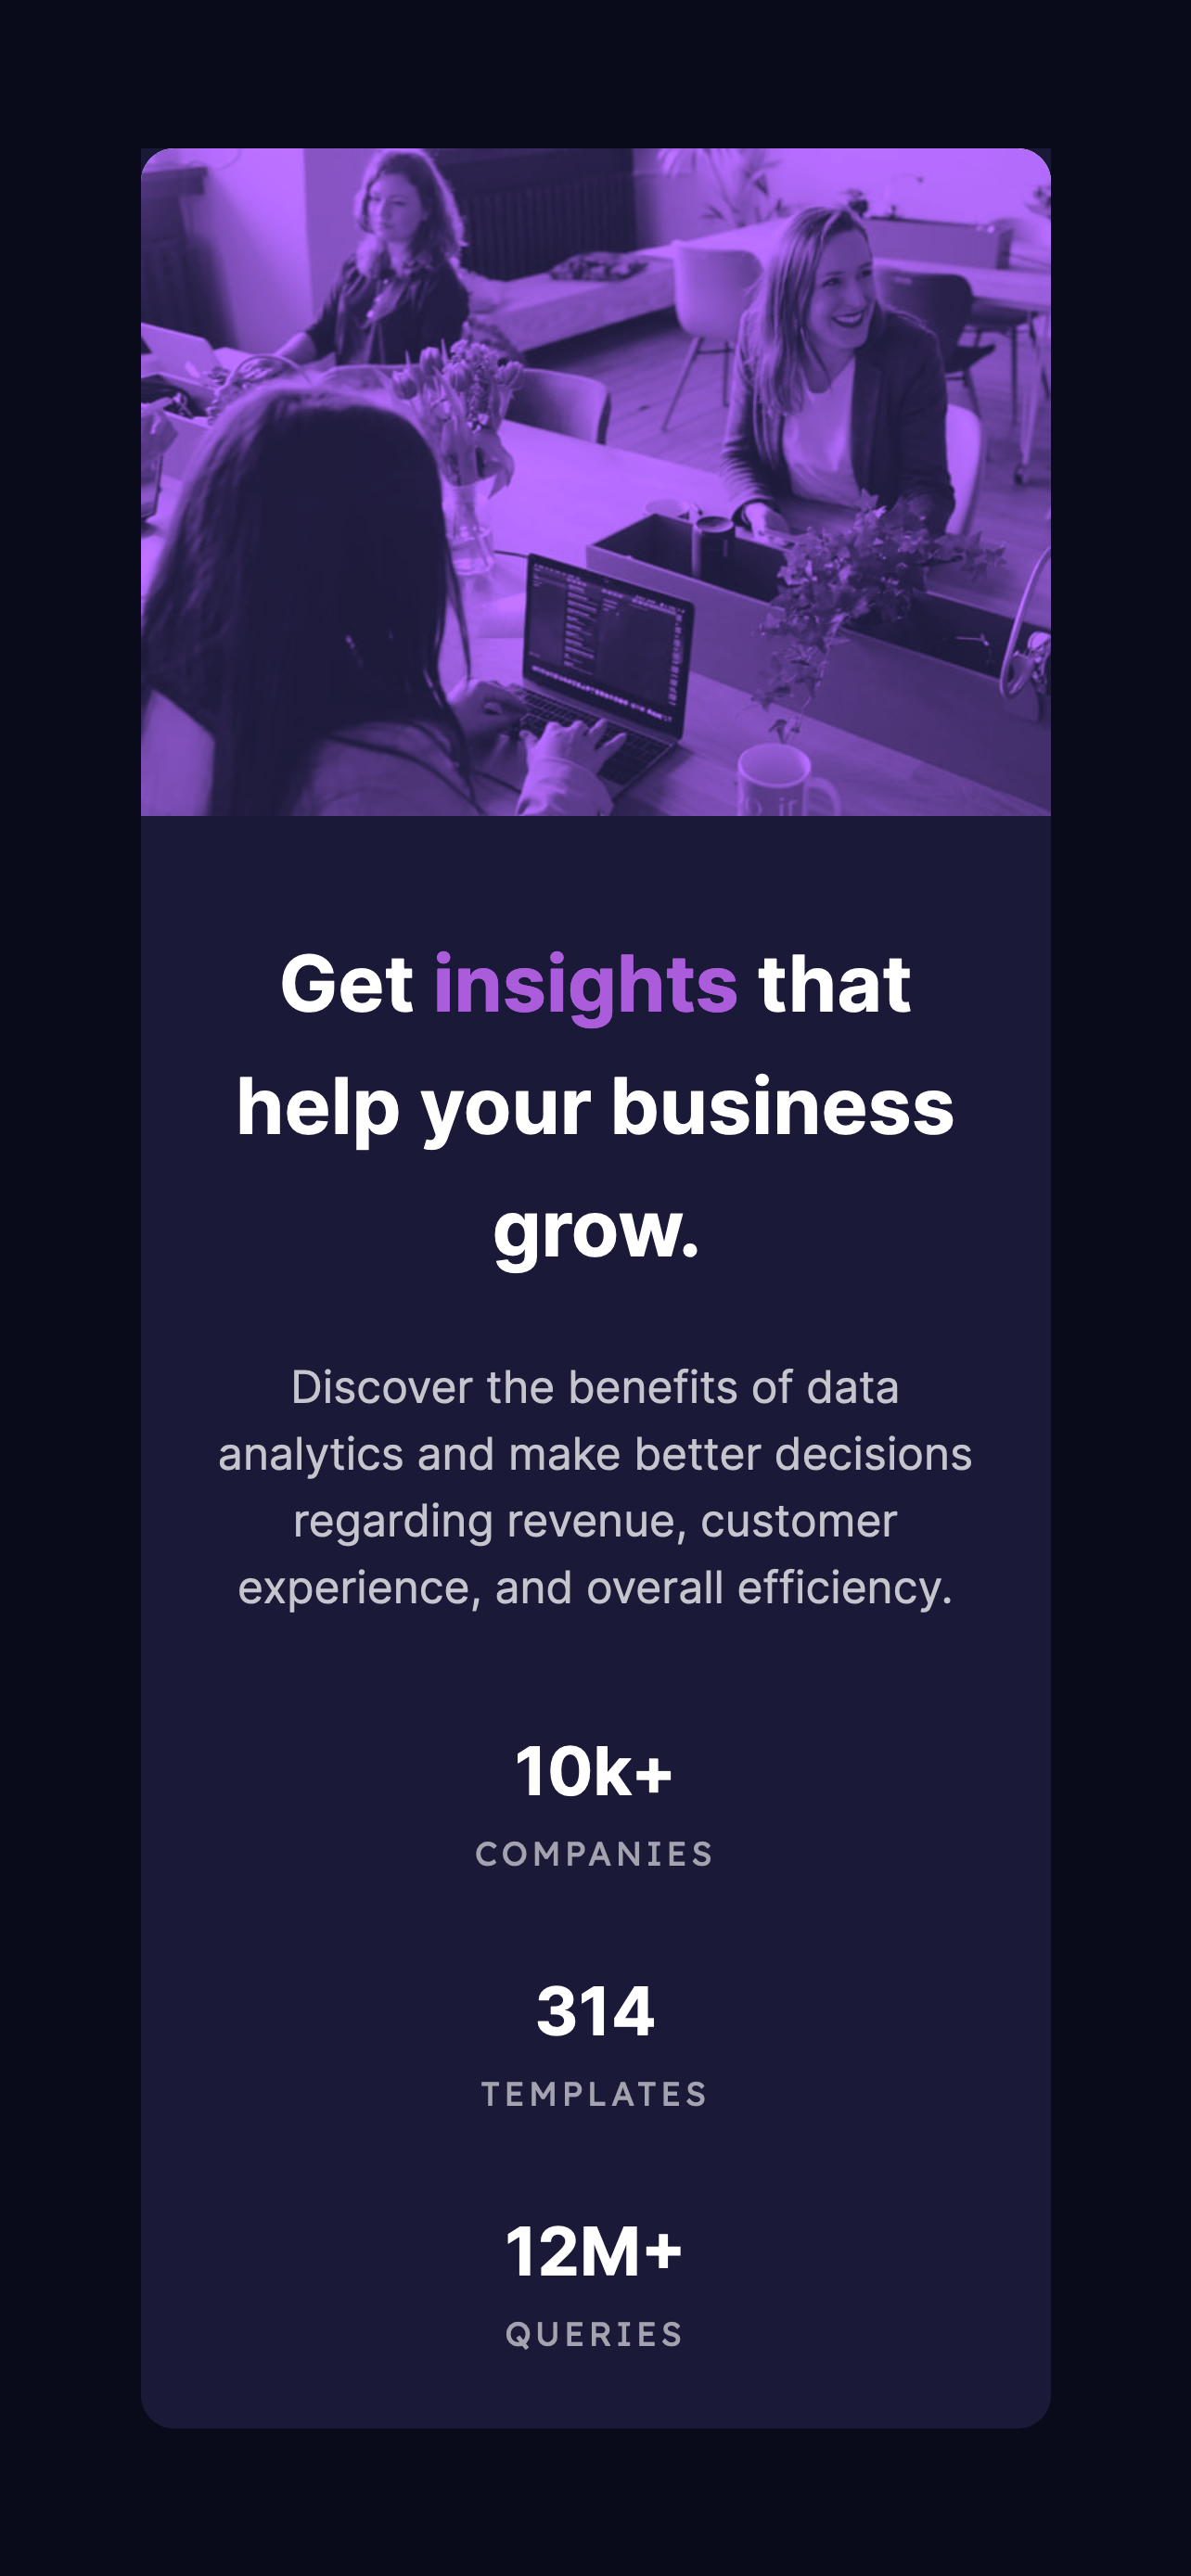 Get insights that
help your business
grow.
Discover the benefits of data
analytics and make better decisions
regarding revenue, customer
experience, and overall efficiency.
10k+
COMPANIES
314
TEMPLATES
12M+
QUERIES